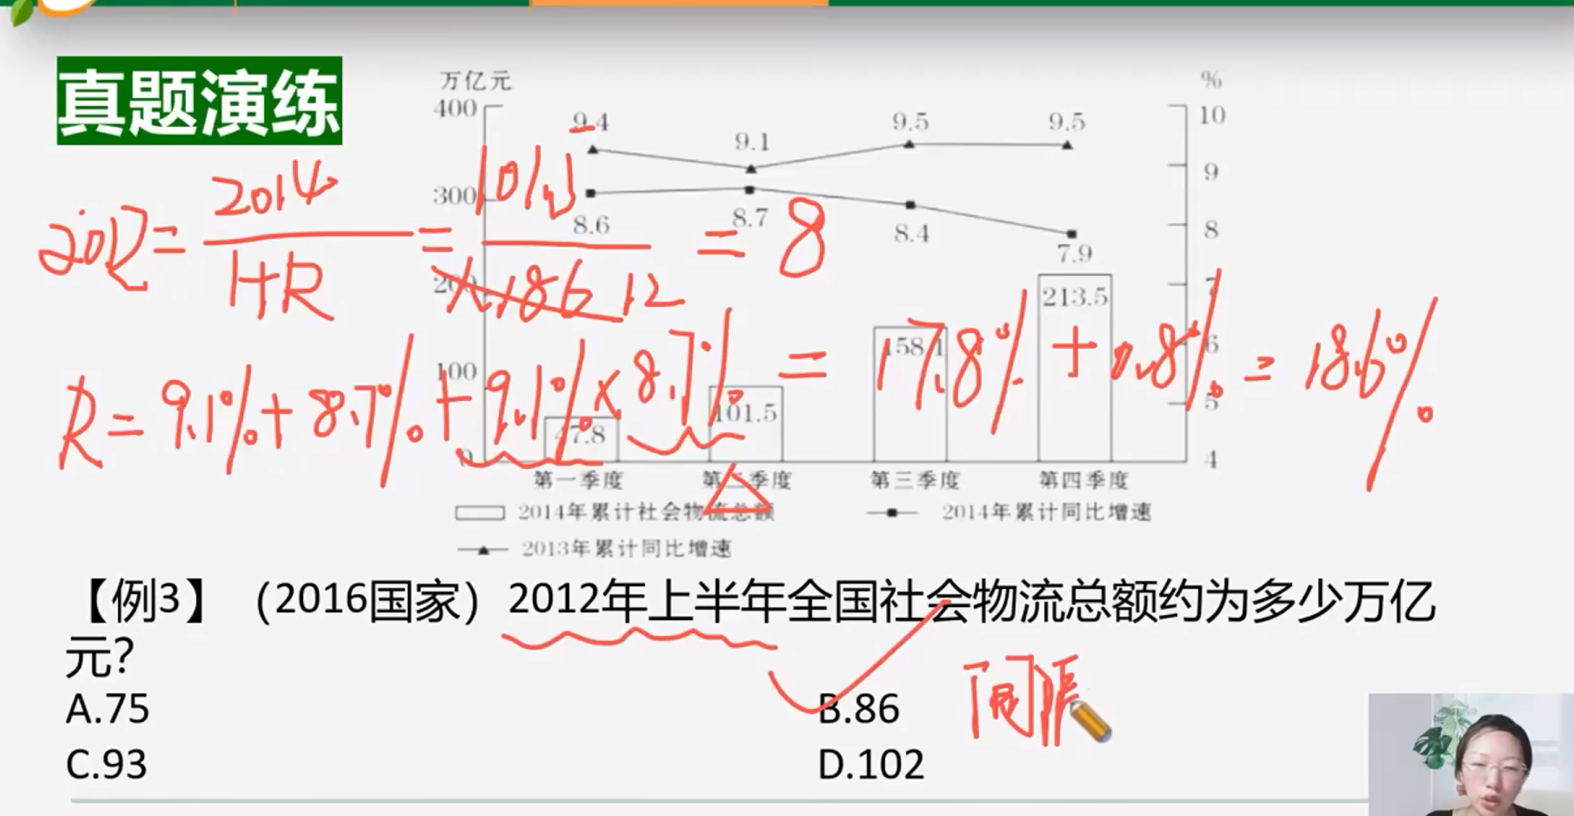 真题演练
万亿元
%
400
300
200
100
0
10
9
8
7
6
5
4
9.4
9.1
9.5
9.5
8.6
8.7
8.4
7.9
47.8
101.5
158.1
213.5
第一季度
第二季度
第三季度
第四季度
2014年累计社会物流总额
2014年累计同比增速
2013年累计同比增速
2012= 2014/1+R = 101.5/1.186 1.2 = 8
R = 9.1%+8.7%+9.1%×8.7% = 17.8% + 0.8% = 18.6%
【例3】（2016国家）2012年上半年全国社会物流总额约为多少万亿
元?
A.75
B.86
间隔
C.93
D.102